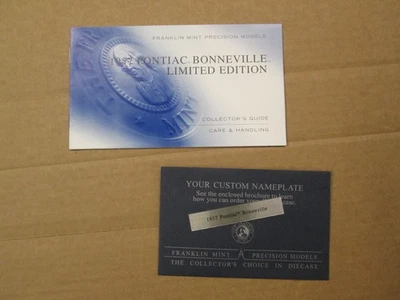 FRANKLIN MINT PRECISION MODELS
1957 PONTIAC BONNEVILLE
LIMITED EDITION
MINT
COLLECTOR'S GUIDE
CARE & HANDLING
YOUR CUSTOM NAMEPLATE
See the enclosed brochure to learn
how you can order your
1957 Pontiac® Bonneville
FRANKLIN MINT PRECISION MODELS
THE COLLECTOR'S CHOICE IN DIECAST